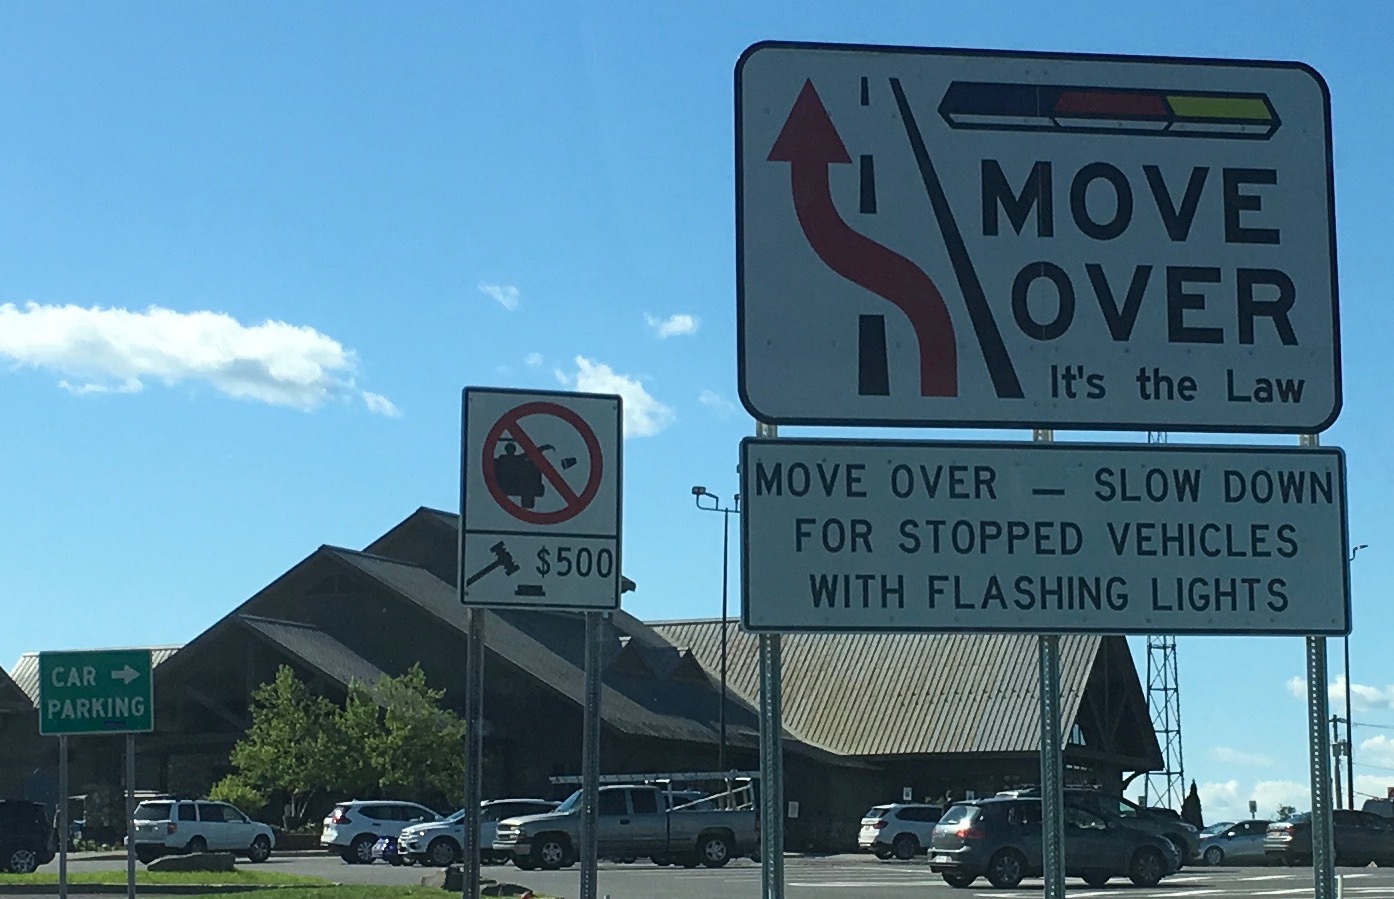 MOVE
OVER
It's the Law
MOVE OVER — SLOW DOWN
FOR STOPPED VEHICLES
WITH FLASHING LIGHTS
$500
CAR
PARKING